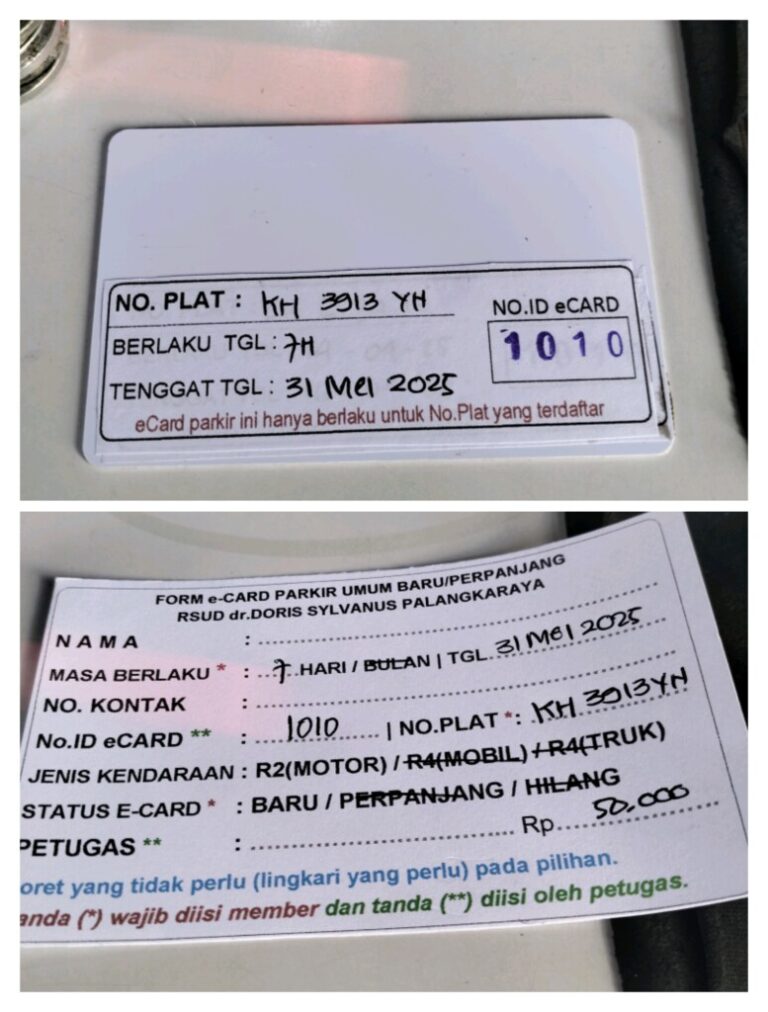 NO. PLAT : KH 3913 YH
NO.ID eCARD
BERLAKU TGL : 7H
1010
TENGGAT TGL : 31 MEI 2025
eCard parkir ini hanya berlaku untuk No.Plat yang terdaftar
FORM e-CARD PARKIR UMUM BARU/PERPANJANG
RSUD dr.DORIS SYLVANUS PALANGKARAYA
NAMA :
MASA BERLAKU * : 7 HARI / BULAN | TGL. 31 MEI 2025
NO. KONTAK :
No.ID eCARD ** : 1010 | NO.PLAT *: KH 3913 YH
JENIS KENDARAAN : R2(MOTOR) / R4(MOBIL) / R4(TRUK)
STATUS E-CARD * : BARU / PERPANJANG / HILANG
PETUGAS ** : Rp. 50.000
oret yang tidak perlu (lingkari yang perlu) pada pilihan.
anda (*) wajib diisi member dan tanda (**) diisi oleh petugas.